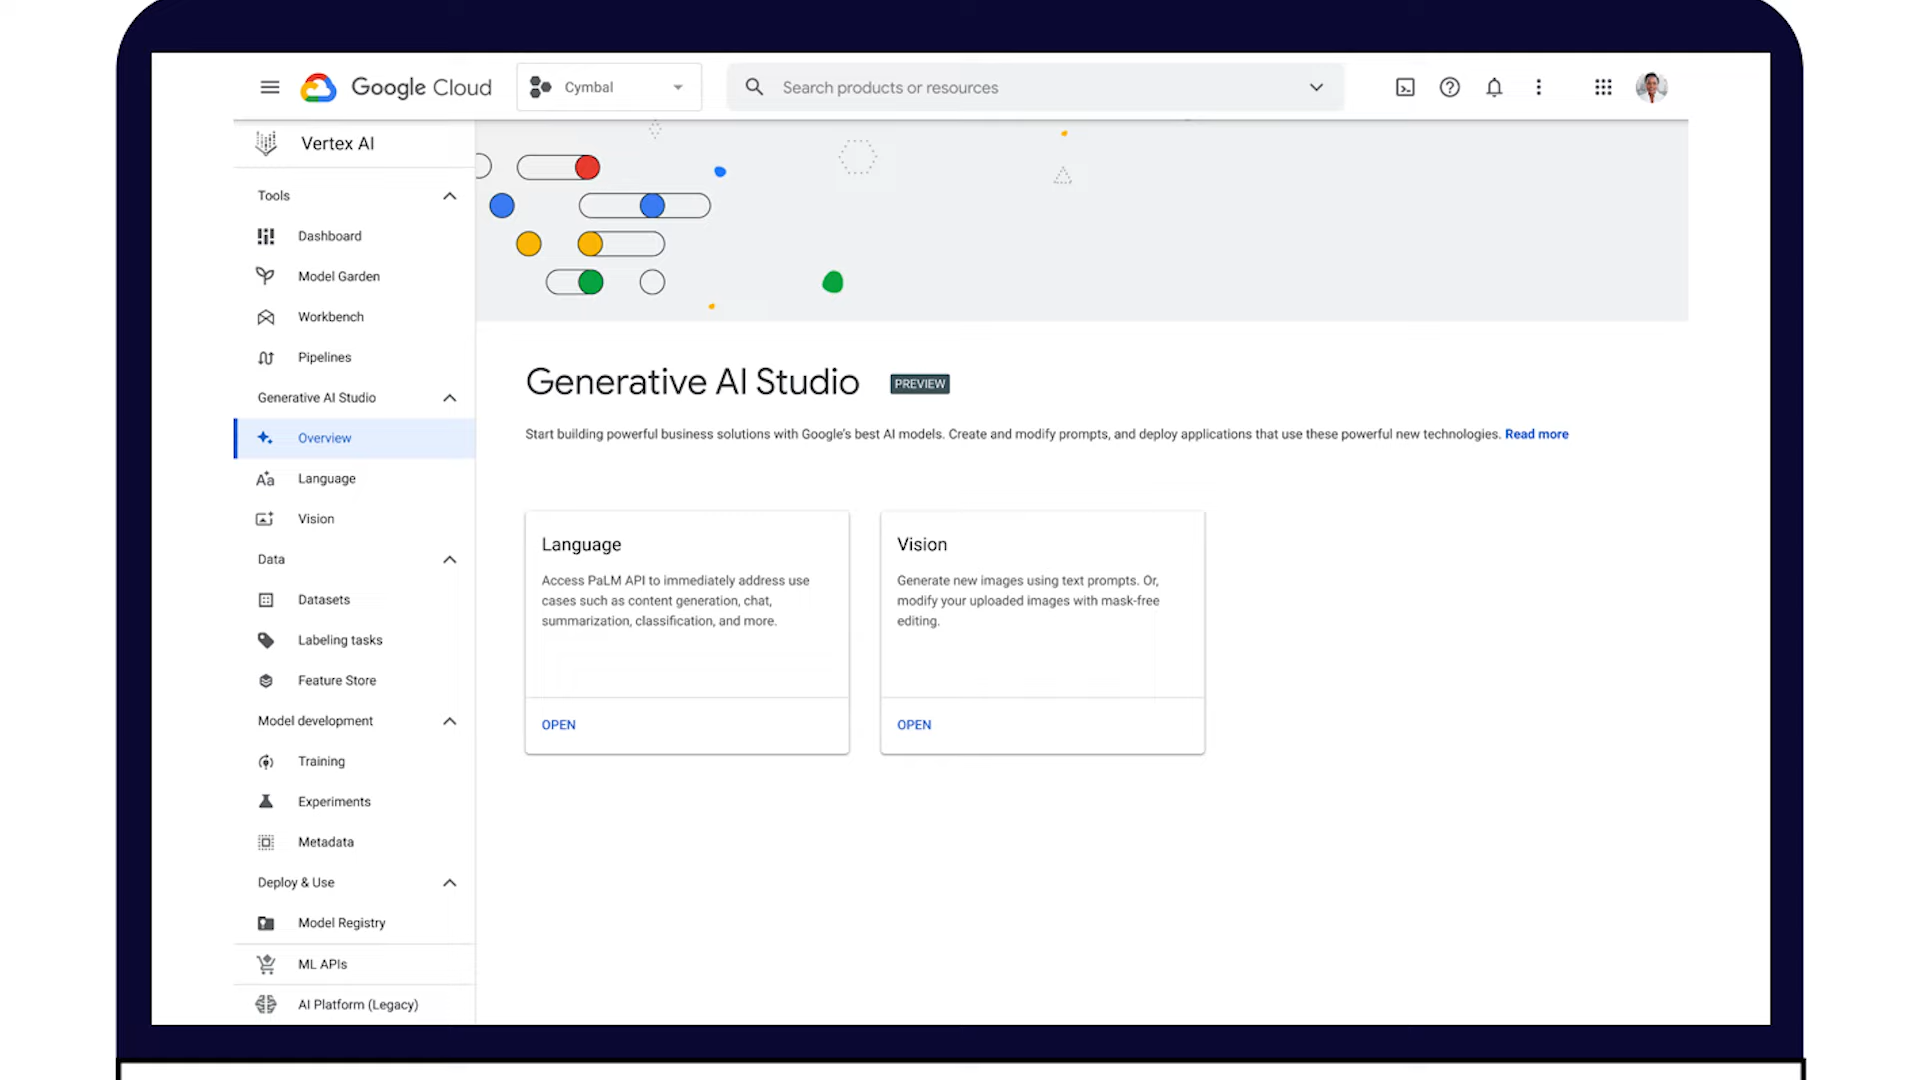 Google Cloud
Cymbal
Search products or resources
Vertex AI
Tools
Dashboard
Model Garden
Workbench
Pipelines
Generative AI Studio
Overview
Language
Vision
Data
Datasets
Labeling tasks
Feature Store
Model development
Training
Experiments
Metadata
Deploy & Use
Model Registry
ML APIs
AI Platform (Legacy)
Generative AI Studio
PREVIEW
Start building powerful business solutions with Google's best AI models. Create and modify prompts, and deploy applications that use these powerful new technologies. Read more
Language
Access PaLM API to immediately address use
cases such as content generation, chat,
summarization, classification, and more.
OPEN
Vision
Generate new images using text prompts. Or,
modify your uploaded images with mask-free
editing.
OPEN